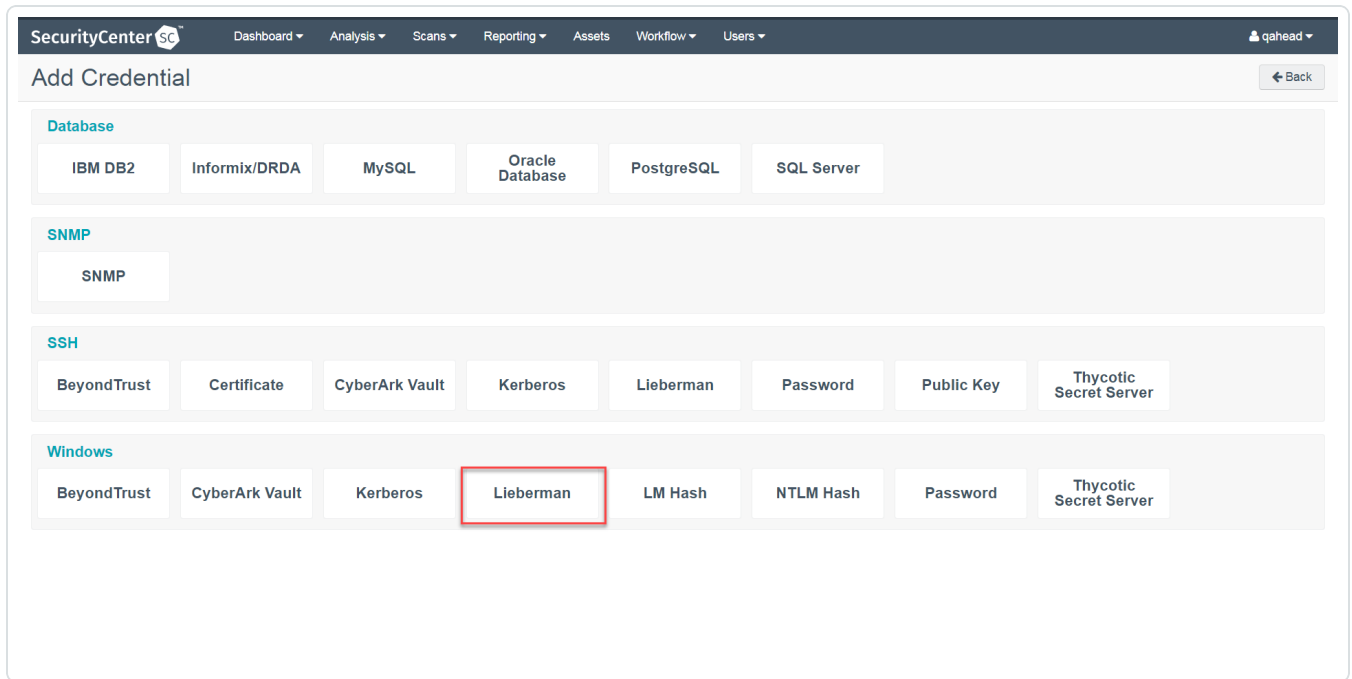 SecurityCenter SC™ Dashboard Analysis Scans Reporting Assets Workflow Users qahead
Add Credential Back
Database
IBM DB2 Informix/DRDA MySQL Oracle Database PostgreSQL SQL Server
SNMP
SNMP
SSH
BeyondTrust Certificate CyberArk Vault Kerberos Lieberman Password Public Key Thycotic Secret Server
Windows
BeyondTrust CyberArk Vault Kerberos Lieberman LM Hash NTLM Hash Password Thycotic Secret Server